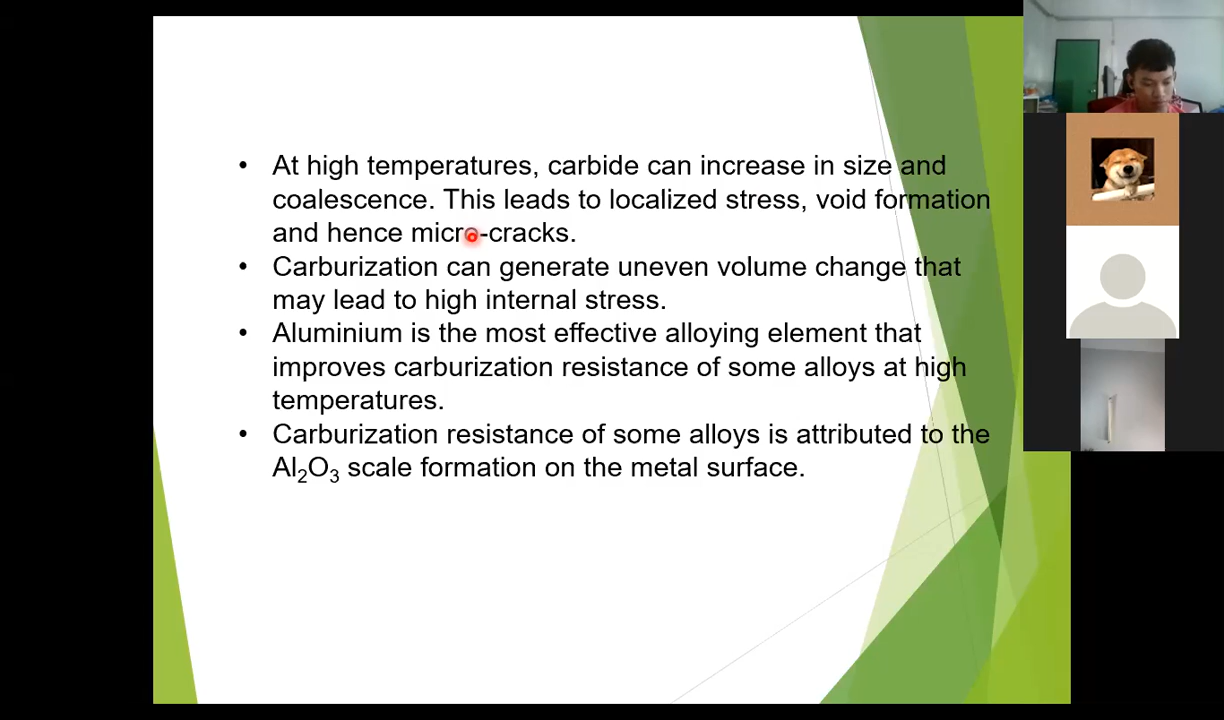 • At high temperatures, carbide can increase in size and
coalescence. This leads to localized stress, void formation
and hence micro-cracks.
• Carburization can generate uneven volume change that
may lead to high internal stress.
• Aluminium is the most effective alloying element that
improves carburization resistance of some alloys at high
temperatures.
• Carburization resistance of some alloys is attributed to the
Al₂O₃ scale formation on the metal surface.